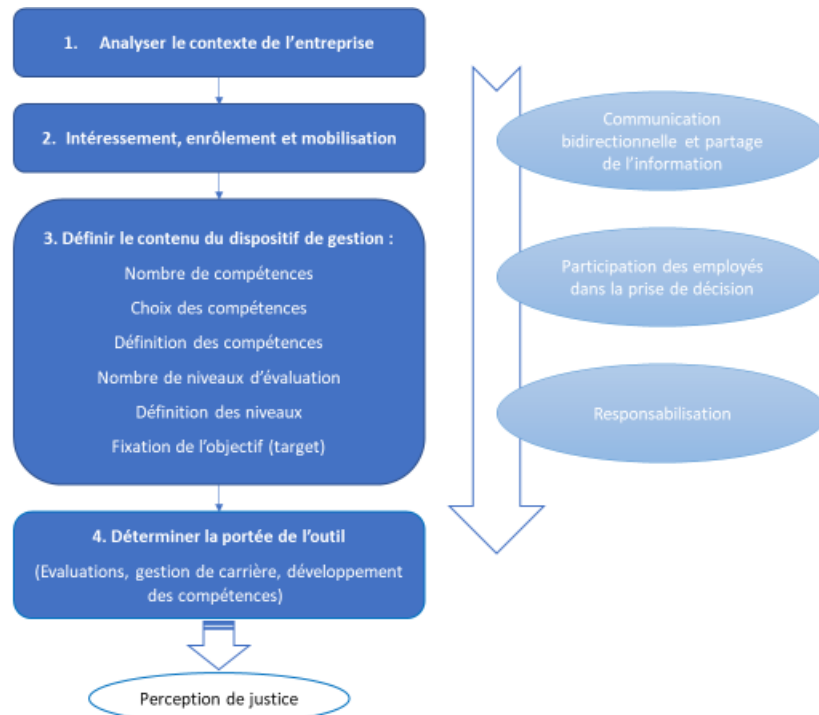 1. Analyser le contexte de l'entreprise
2. Intéressement, enrôlement et mobilisation
3. Définir le contenu du dispositif de gestion :
Nombre de compétences
Choix des compétences
Définition des compétences
Nombre de niveaux d'évaluation
Définition des niveaux
Fixation de l'objectif (target)
4. Déterminer la portée de l'outil
(Evaluations, gestion de carrière, développement
des compétences)
Perception de justice
Communication
bidirectionnelle et partage
de l'information
Participation des employés
dans la prise de décision
Responsabilisation